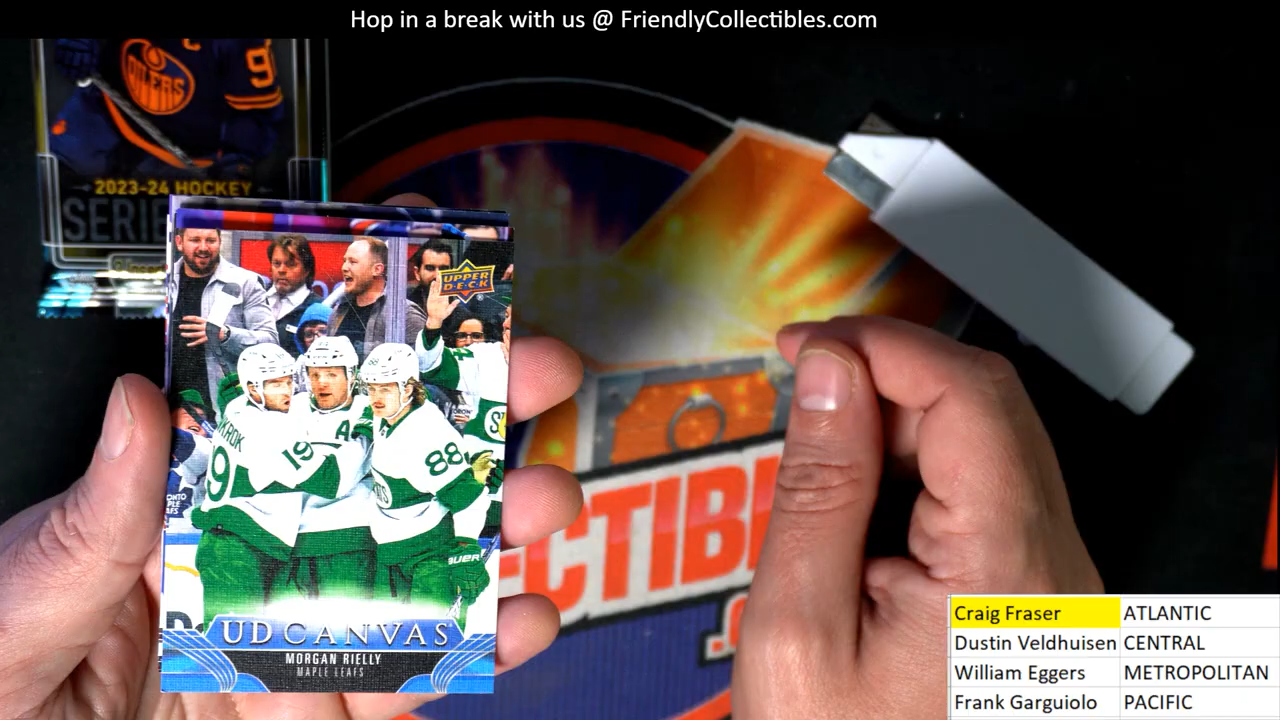 Hop in a break with us @ FriendlyCollectibles.com
OILERS
9
2023-24 HOCKEY
SERIE
UPPER
DECK
19
A
88
UD CANVAS
MORGAN RIELLY
MAPLE LEAFS
ECTIBL
Craig Fraser ATLANTIC
Dustin Veldhuisen CENTRAL
William Eggers METROPOLITAN
Frank Garguiolo PACIFIC